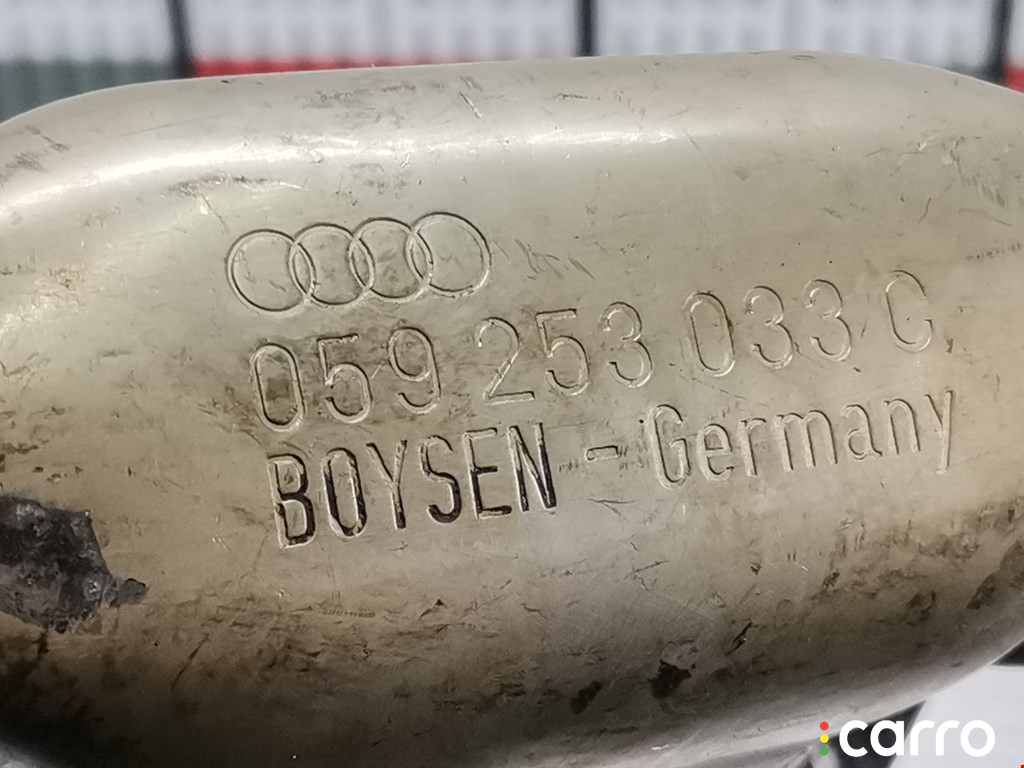 059 253 033 C
BOYSEN - Germany
carro